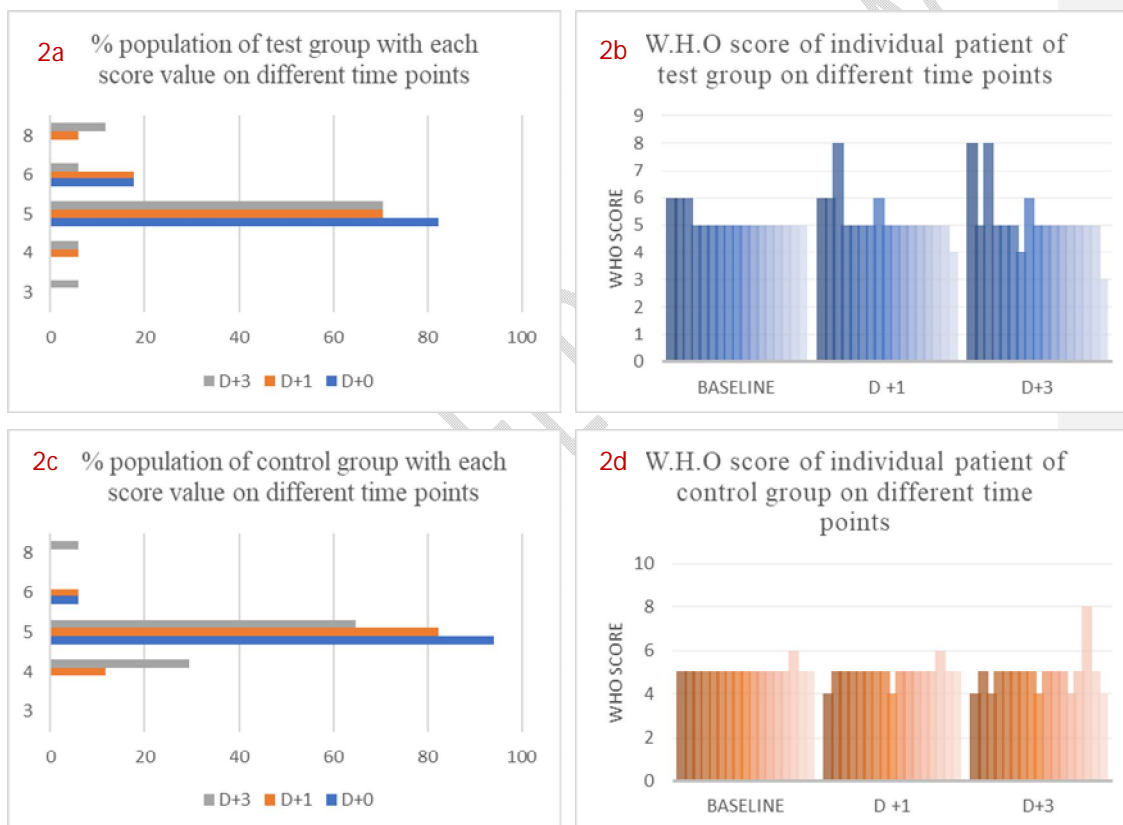 2a % population of test group with each
score value on different time points
8
6
5
4
3
0 20 40 60 80 100
D+3 D+1 D+0
2b W.H.O score of individual patient of
test group on different time points
WHO SCORE
9
8
7
6
5
4
3
2
1
0
BASELINE D +1 D+3
2c % population of control group with each
score value on different time points
8
6
5
4
3
0 20 40 60 80 100
D+3 D+1 D+0
2d W.H.O score of individual patient of
control group on different time
points
WHO SCORE
10
8
6
4
2
0
BASELINE D +1 D+3